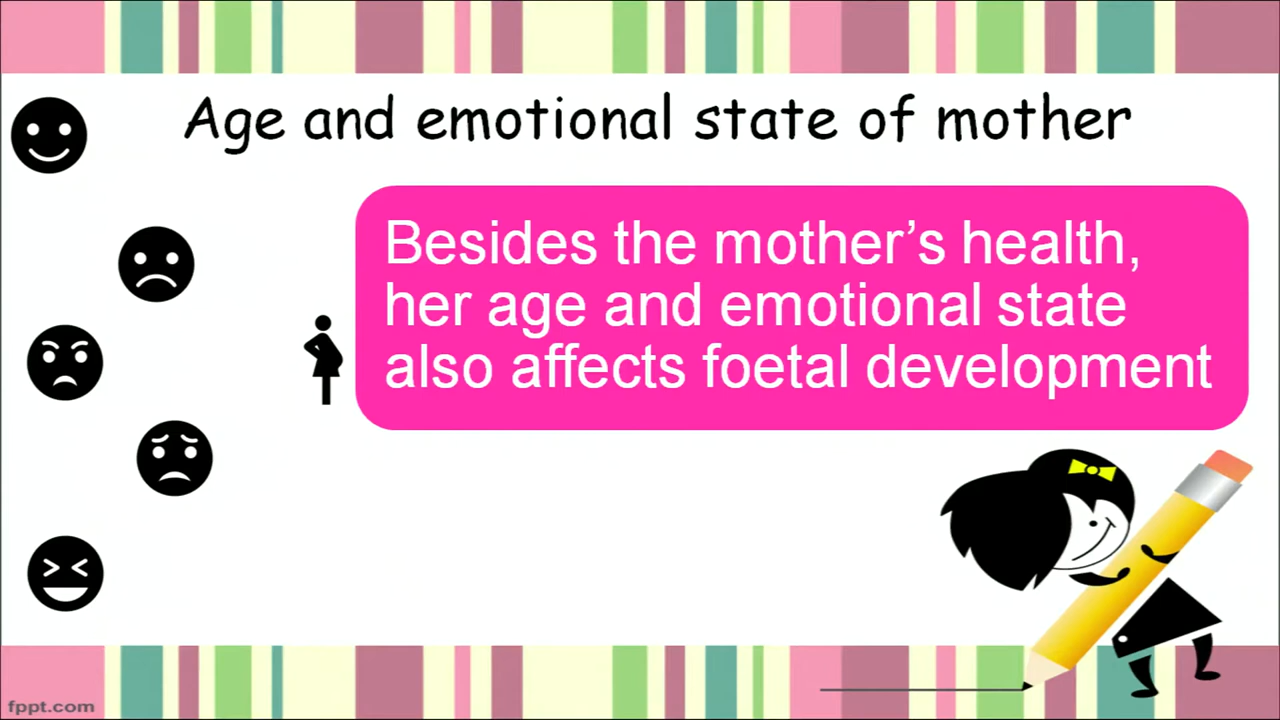 Age and emotional state of mother
Besides the mother’s health,
her age and emotional state
also affects foetal development
fppt.com